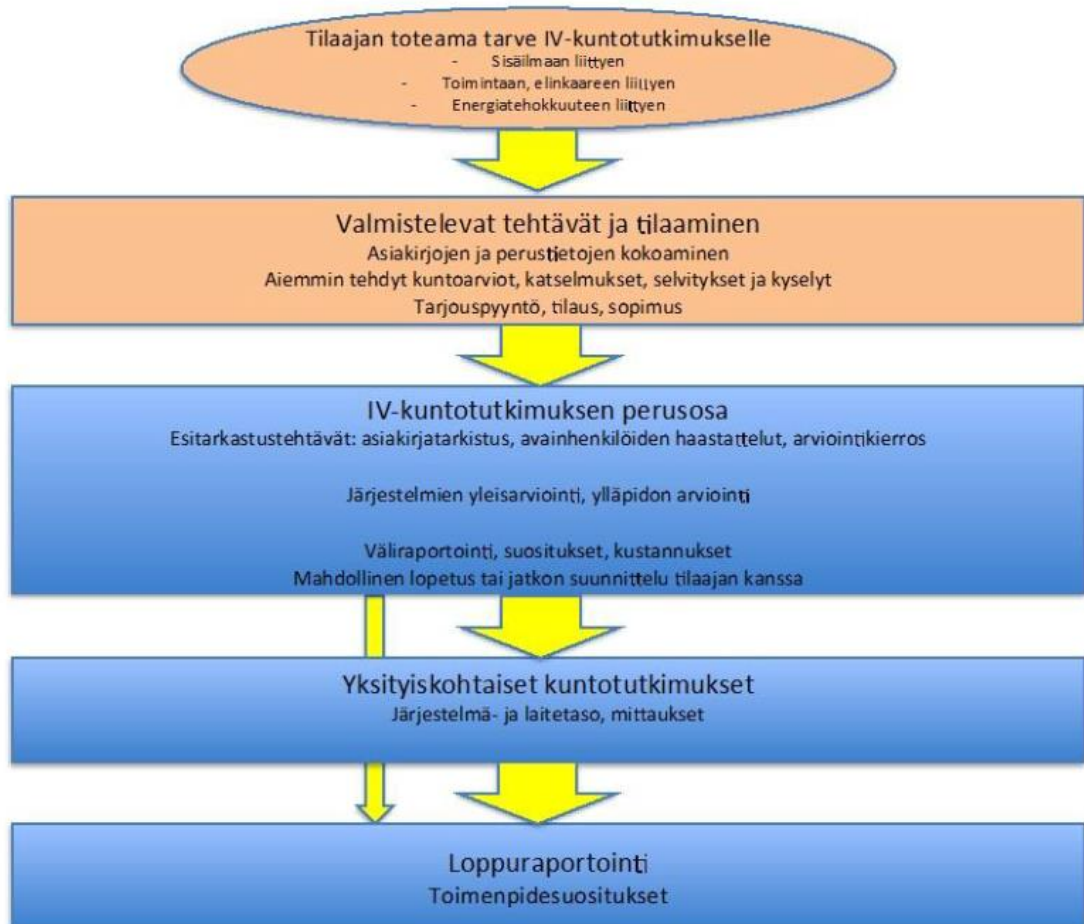 Tilaajan toteama tarve IV-kuntotutkimukselle
- Sisäilmaan liittyen
- Toimintaan, elinkaareen liittyen
- Energiatehokkuuteen liittyen
Valmistelevat tehtävät ja tilaaminen
Asiakirjojen ja perustietojen kokoaminen
Aiemmin tehdyt kuntoarviot, katselmukset, selvitykset ja kyselyt
Tarjouspyyntö, tilaus, sopimus
IV-kuntotutkimuksen perusosa
Esitarkastustehtävät: asiakirjatarkistus, avainhenkilöiden haastattelut, arviointikierros
Järjestelmien yleisarviointi, ylläpidon arviointi
Väliraportointi, suositukset, kustannukset
Mahdollinen lopetus tai jatkon suunnittelu tilaajan kanssa
Yksityiskohtaiset kuntotutkimukset
Järjestelmä- ja laitetaso, mittaukset
Loppuraportointi
Toimenpidesuositukset